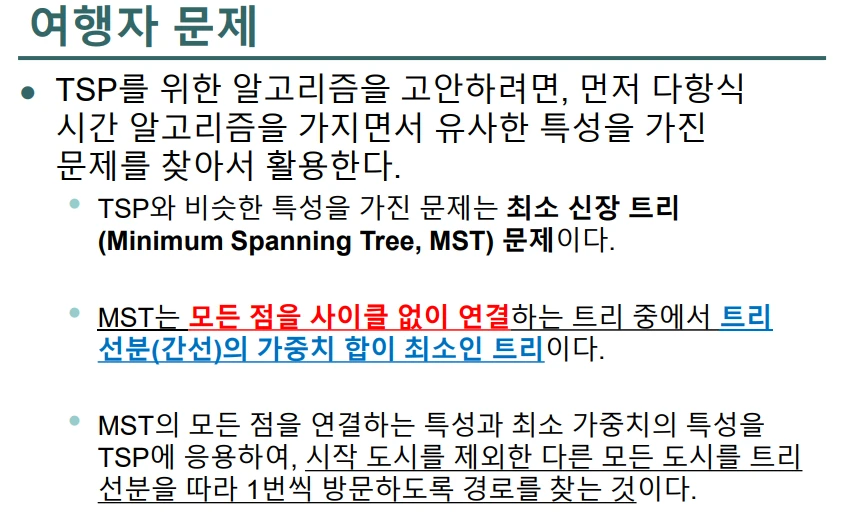 여행자 문제
TSP를 위한 알고리즘을 고안하려면, 먼저 다항식
시간 알고리즘을 가지면서 유사한 특성을 가진
문제를 찾아서 활용한다.
TSP와 비슷한 특성을 가진 문제는 최소 신장 트리
(Minimum Spanning Tree, MST) 문제이다.
MST는 모든 점을 사이클 없이 연결하는 트리 중에서 트리
선분(간선)의 가중치 합이 최소인 트리이다.
MST의 모든 점을 연결하는 특성과 최소 가중치의 특성을
TSP에 응용하여, 시작 도시를 제외한 다른 모든 도시를 트리
선분을 따라 1번씩 방문하도록 경로를 찾는 것이다.